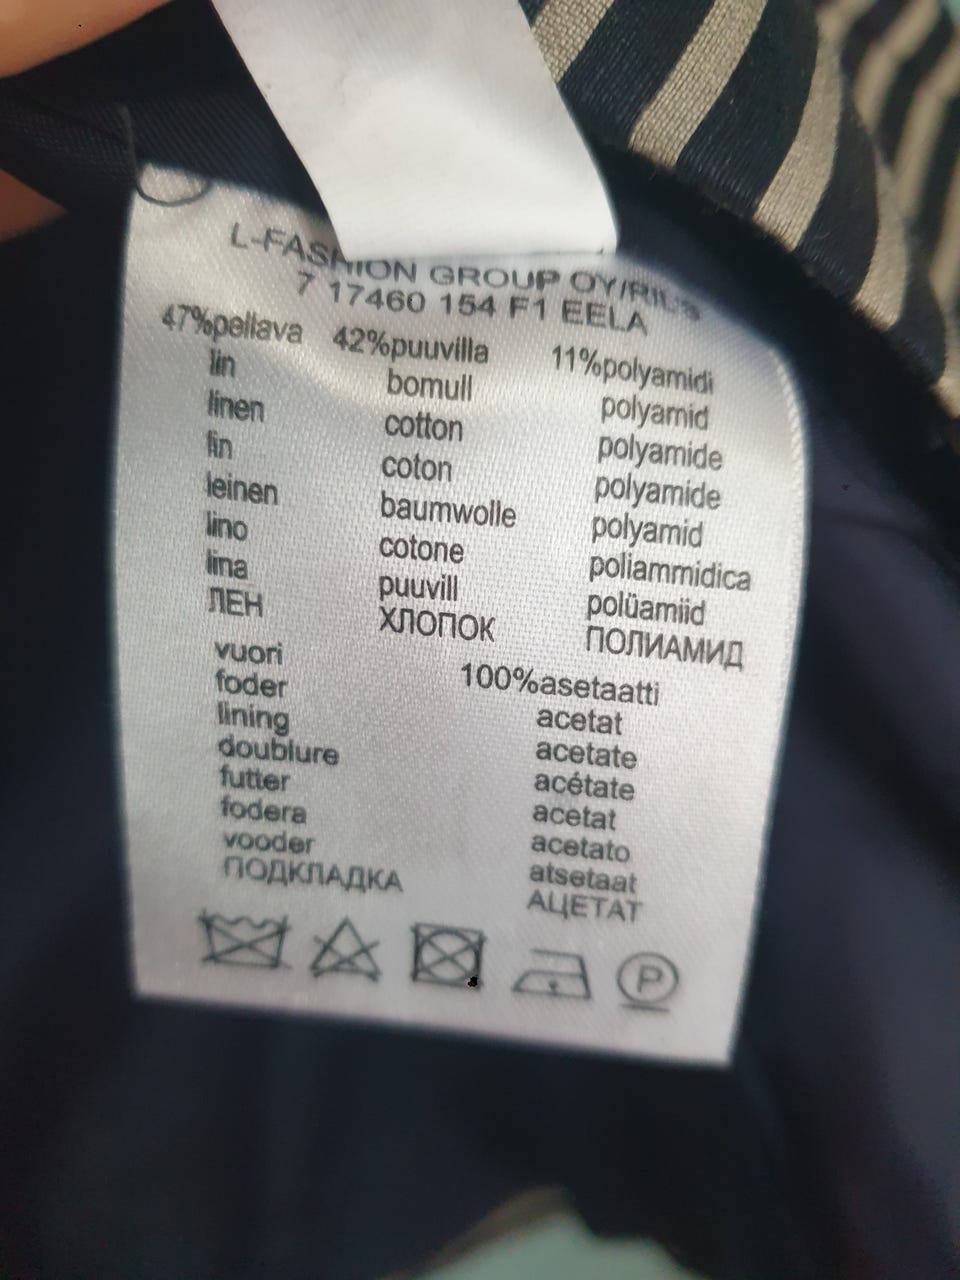 L-FASHION GROUP OY/RIL's
7 17460 154 F1 EELA
47%pellava 42%puuvilla 11%polyamidi
lin bomull polyamid
linen cotton polyamide
lin coton polyamide
leinen baumwolle polyamid
lino cotone poliammidica
lina puuvill polüamiid
ЛЕН ХЛОПОК ПОЛИАМИД
vuori 100%asetaatti
foder acetat
lining acetate
doublure acétate
futter acetat
fodera acetato
vooder atsetaat
ПОДКЛАДКА АЦЕТАТ
P